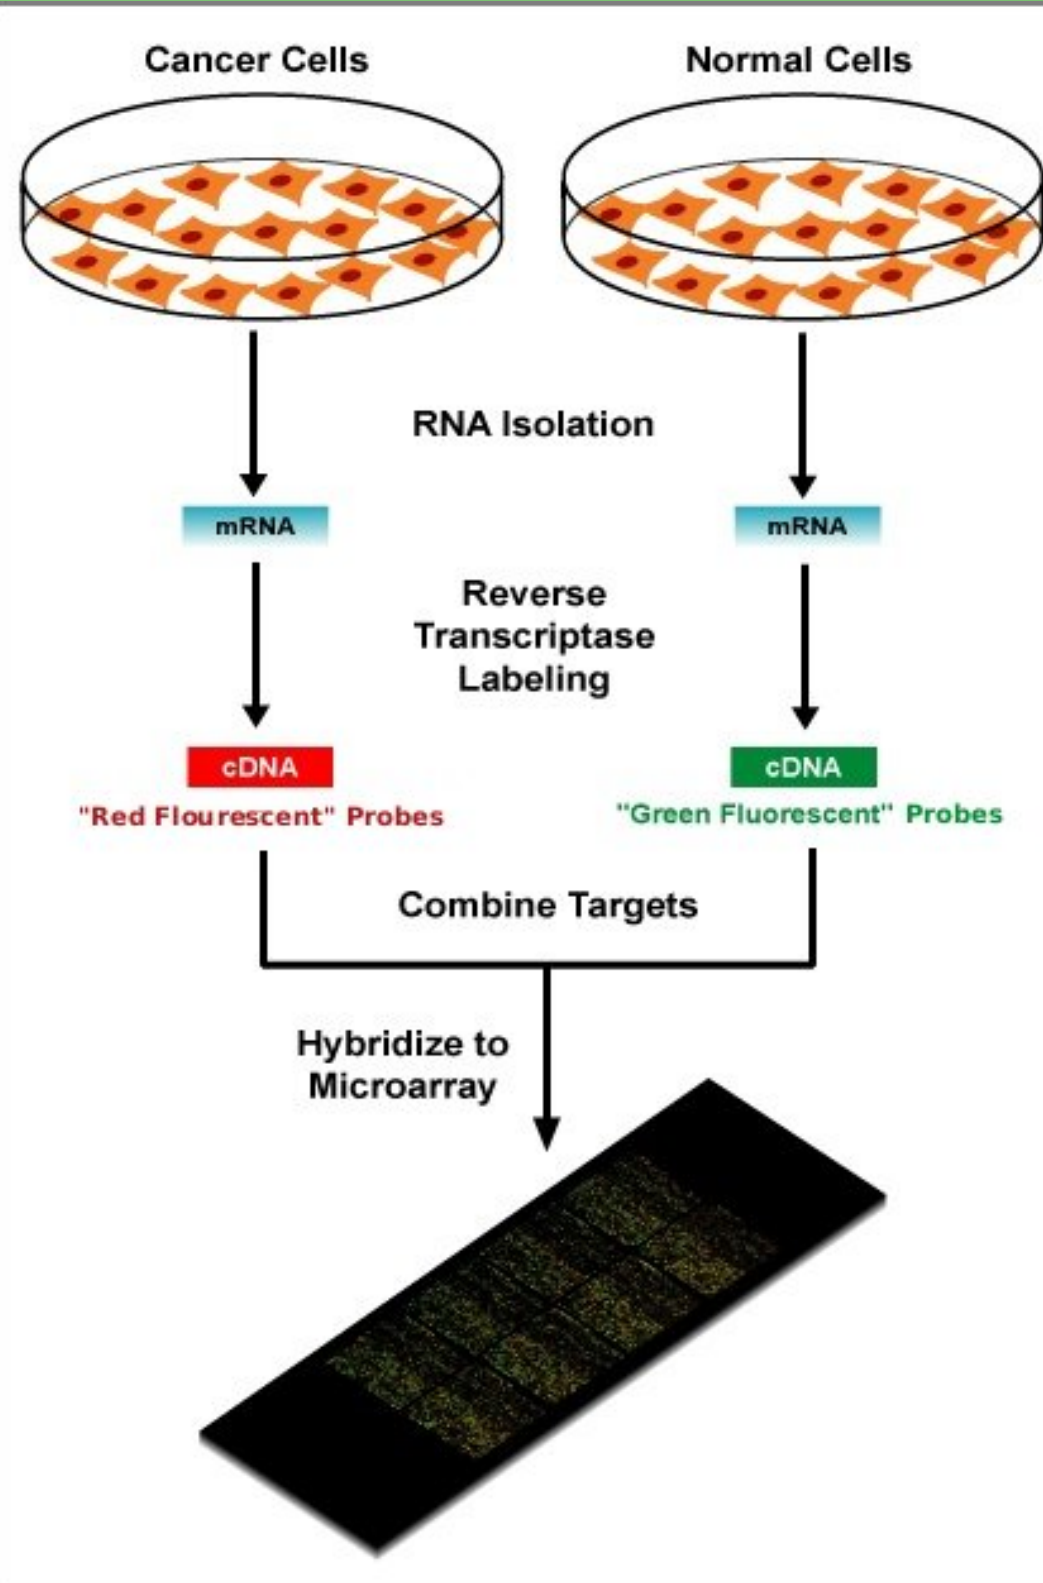 Cancer Cells
Normal Cells
RNA Isolation
mRNA
mRNA
Reverse
Transcriptase
Labeling
cDNA
cDNA
"Red Flourescent" Probes
"Green Fluorescent" Probes
Combine Targets
Hybridize to
Microarray